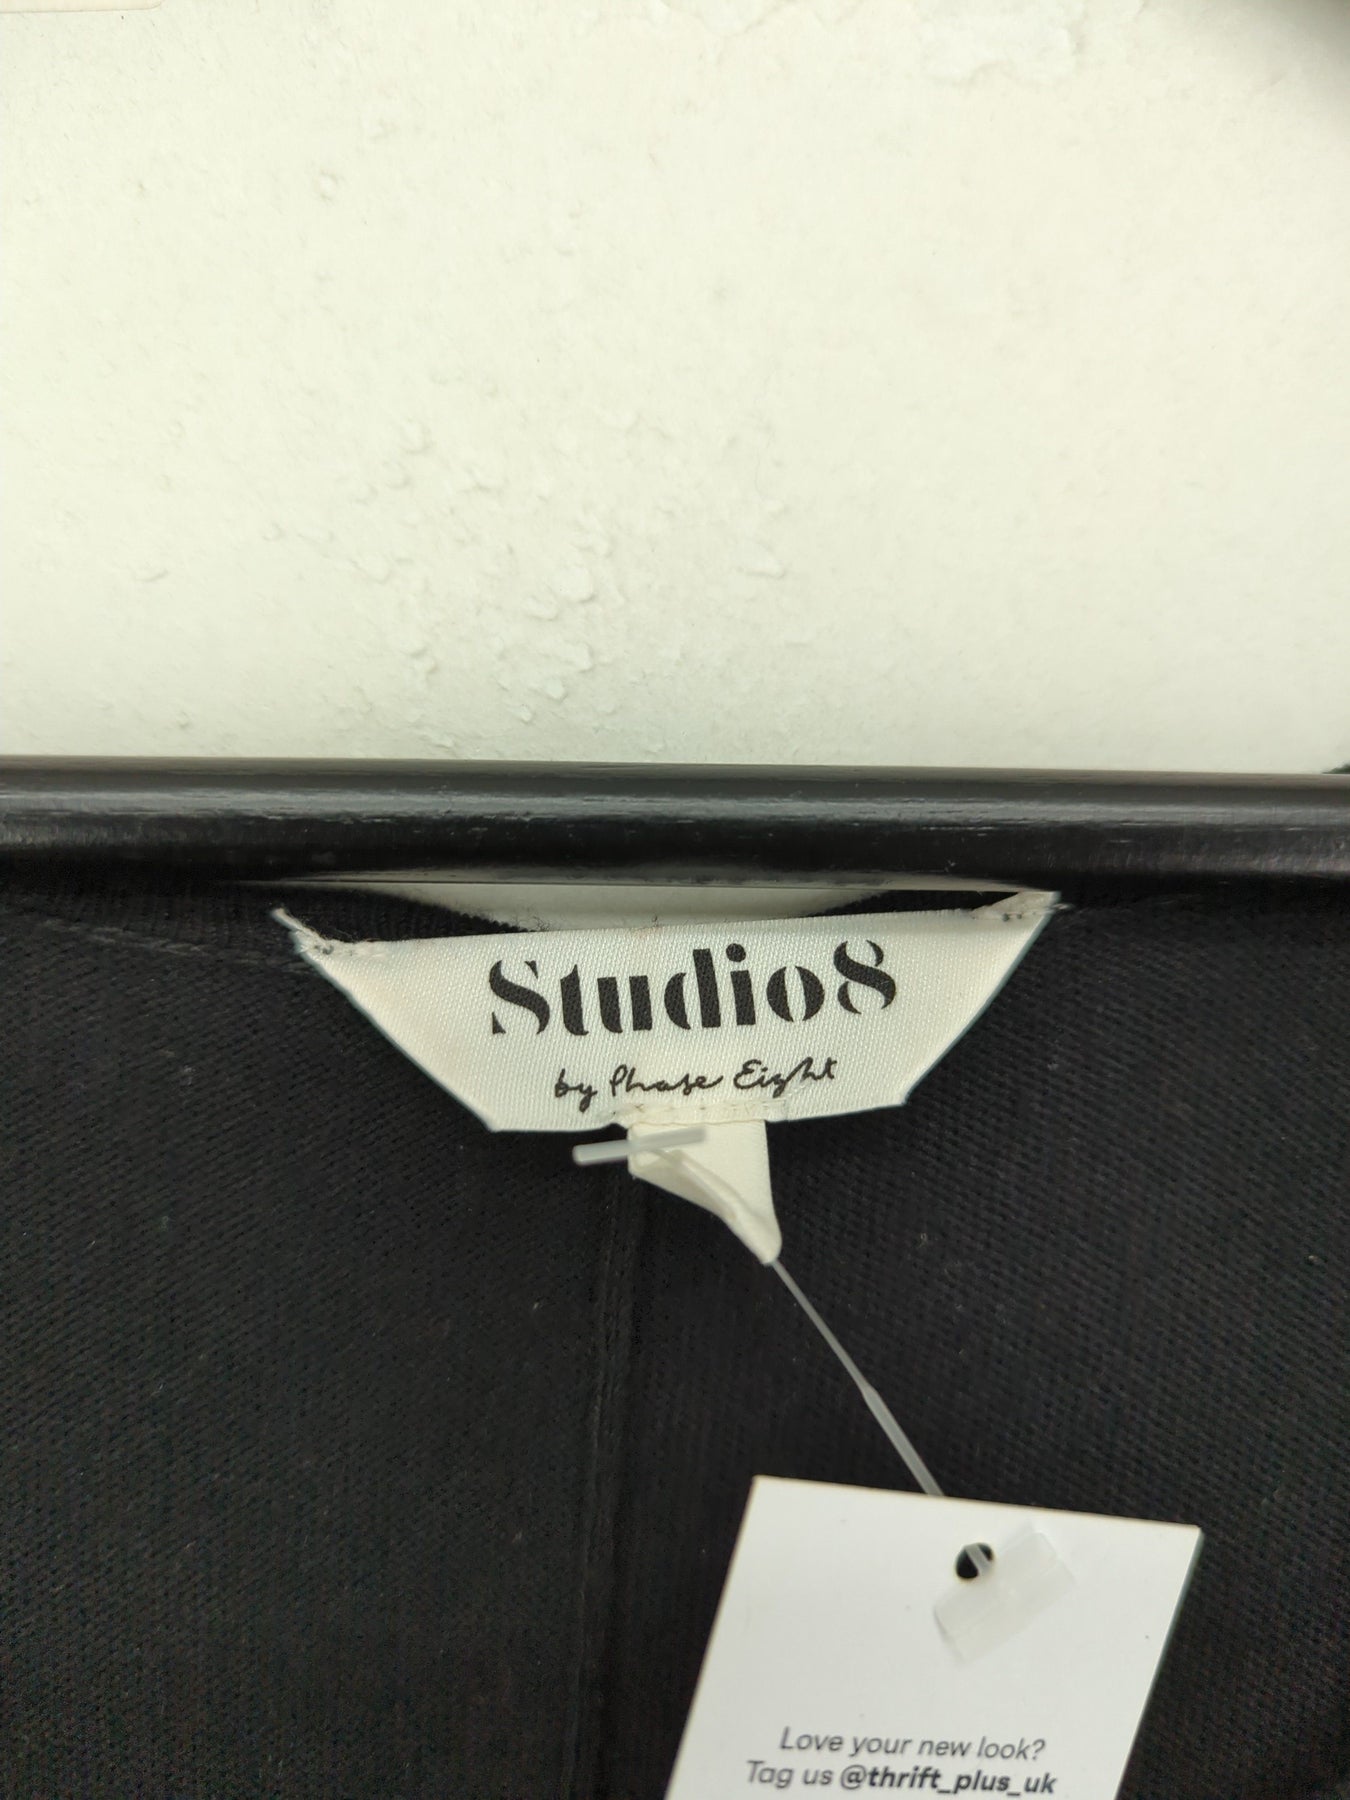 Studio8
by Phase Eight
Love your new look?
Tag us @thrift_plus_uk